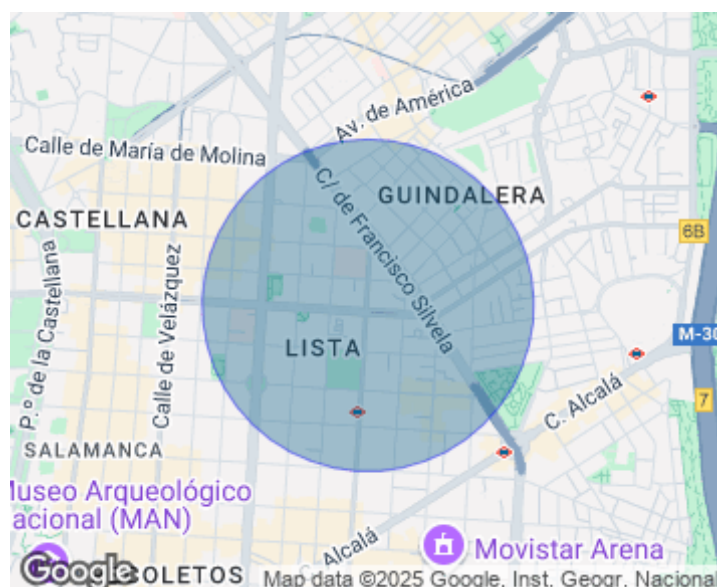 Av. de América
Calle de María de Molina
C/ de Francisco Silvela
GUINDALERA
CASTELLANA
6B
P.º de la Castellana
Calle de Velázquez
M-30
LISTA
C. Alcalá
7
SALAMANCA
Museo Arqueológico
Nacional (MAN)
Movistar Arena
C. Alcalá
Google
BOLETOS
Map data ©2025 Google, Inst. Geogr. Nacional